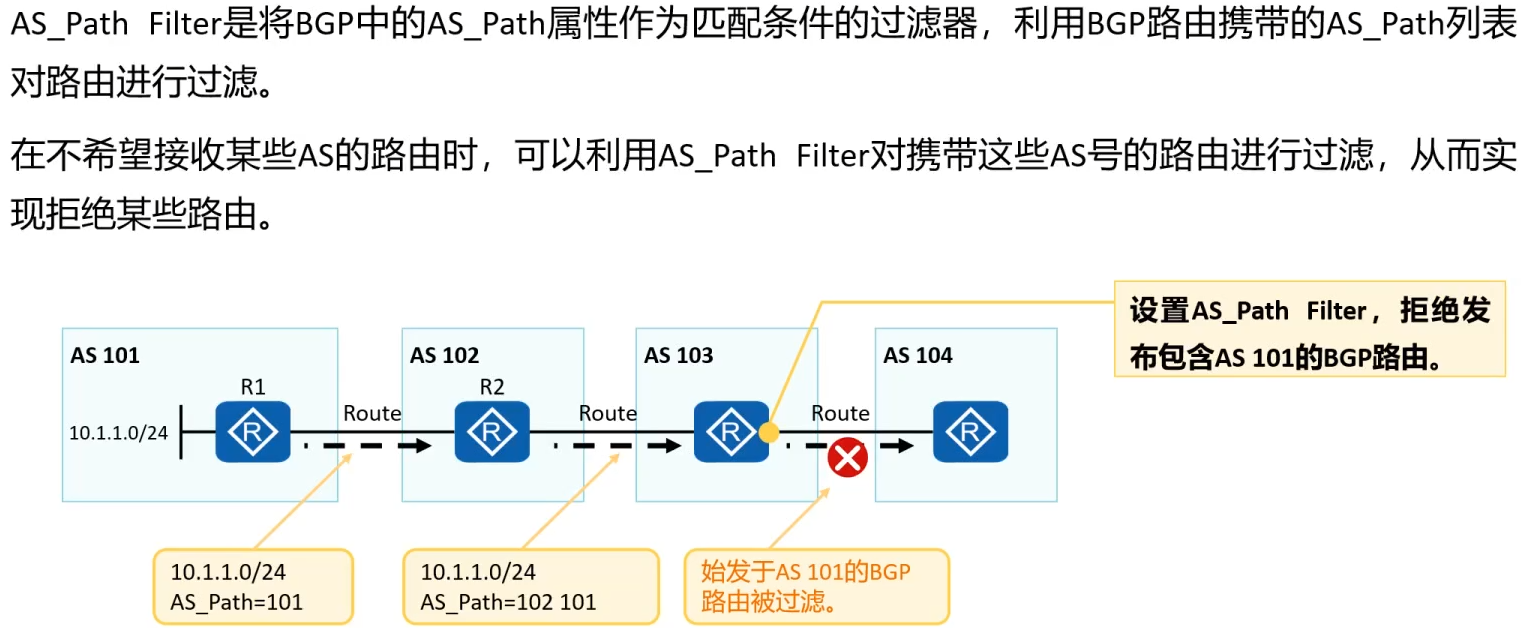 AS_Path Filter是将BGP中的AS_Path属性作为匹配条件的过滤器，利用BGP路由携带的AS_Path列表
对路由进行过滤。
在不希望接收某些AS的路由时，可以利用AS_Path Filter对携带这些AS号的路由进行过滤，从而实
现拒绝某些路由。
设置AS_Path Filter，拒绝发
布包含AS 101的BGP路由。
AS 101
AS 102
AS 103
AS 104
R1
R2
10.1.1.0/24
R
Route
R
Route
R
Route
R
10.1.1.0/24
AS_Path=101
10.1.1.0/24
AS_Path=102 101
始发于AS 101的BGP
路由被过滤。